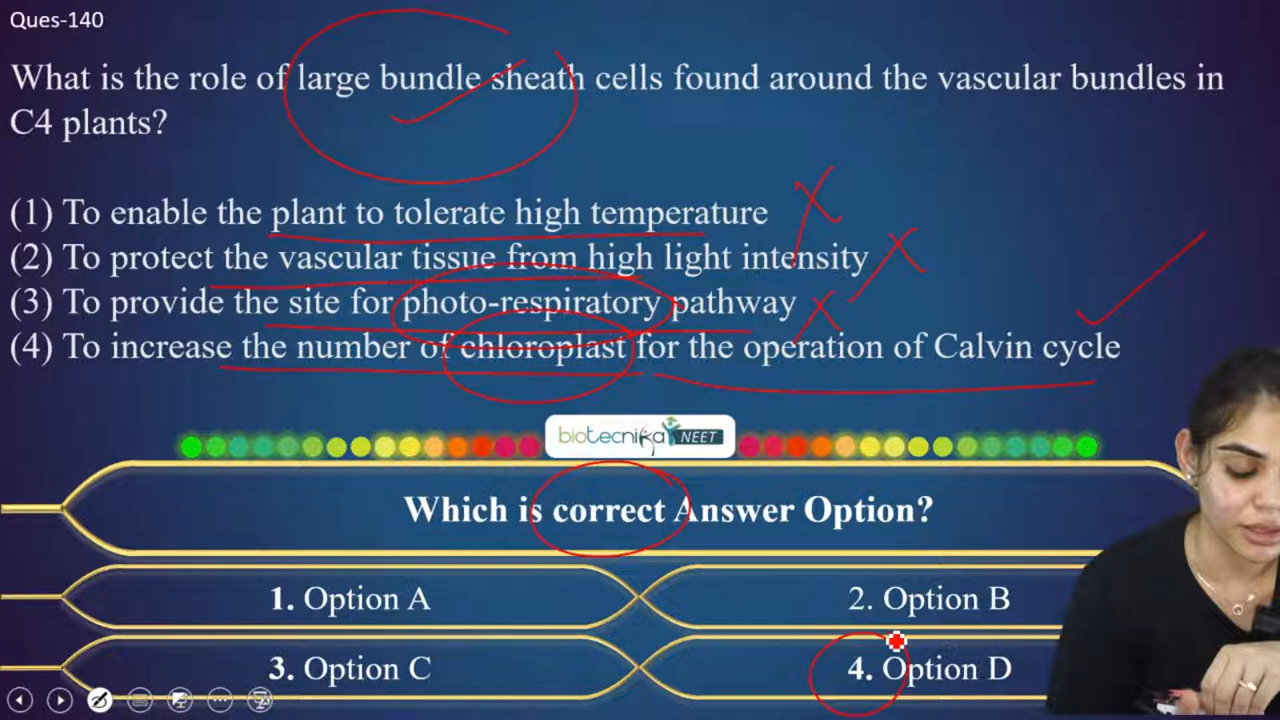 Ques-140
What is the role of large bundle sheath cells found around the vascular bundles in
C4 plants?
(1) To enable the plant to tolerate high temperature
(2) To protect the vascular tissue from high light intensity
(3) To provide the site for photo-respiratory pathway
(4) To increase the number of chloroplast for the operation of Calvin cycle
biotecnika NEET
Which is correct Answer Option?
1. Option A
2. Option B
3. Option C
4. Option D